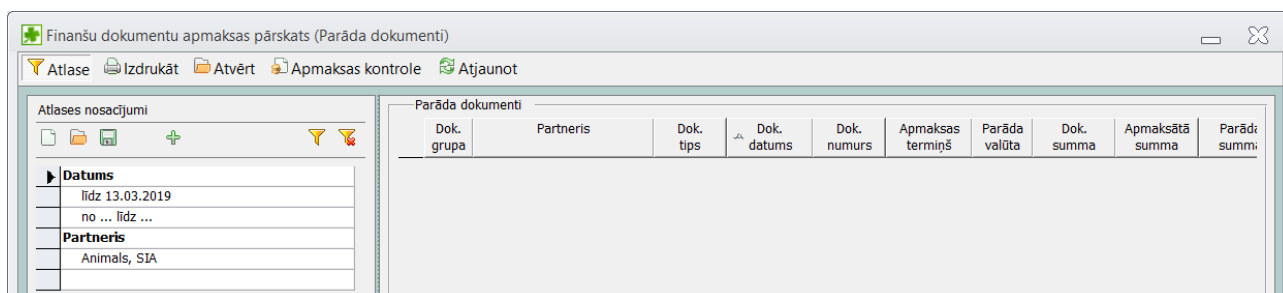 Finanšu dokumentu apmaksas pārskats (Parāda dokumenti)
Atlase Izdrukāt Atvērt Apmaksas kontrole Atjaunot
Atlases nosacījumi
Datums
līdz 13.03.2019
no ... līdz ...
Partneris
Animals, SIA
Parāda dokumenti
Dok. grupa Partneris Dok. tips Dok. datums Dok. numurs Apmaksas termiņš Parāda valūta Dok. summa Apmaksātā summa Parāda summa